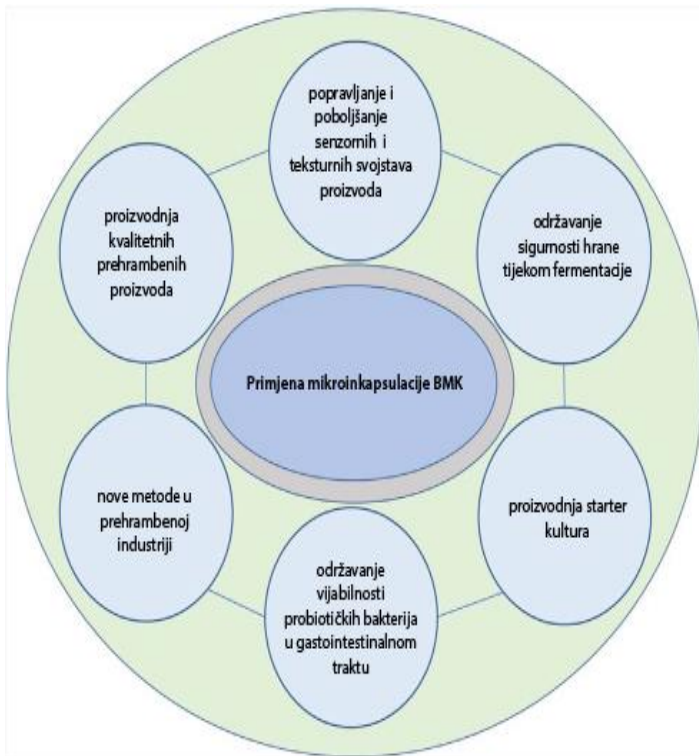 popravljanje i
poboljšanje
senzornih i
teksturnih svojstava
proizvoda
održavanje
sigurnosti hrane
tijekom fermentacije
proizvodnja starter
kultura
održavanje
vijabilnosti
probiotičkih bakterija
u gastointestinalnom
traktu
nove metode u
prehrambenoj
industriji
proizvodnja
kvalitetnih
prehrambenih
proizvoda
Primjena mikroinkapsulacije BMK